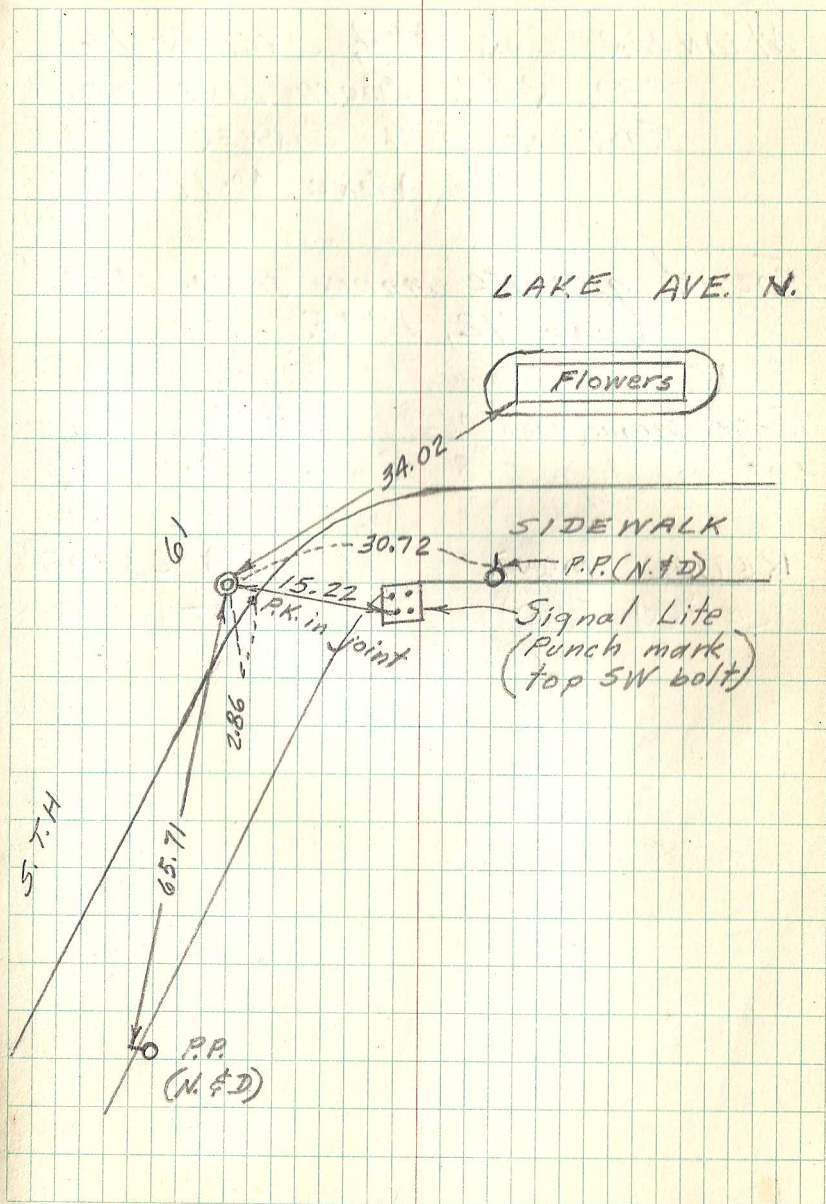 LAKE AVE. N.
Flowers
34.02
61
SIDEWALK
30.72
P.P. (N. & D)
15.22
P.K. in joint
Signal Lite
(Punch mark
top SW bolt)
2.86
S.T.H
65.71
P.P.
(N. & D)